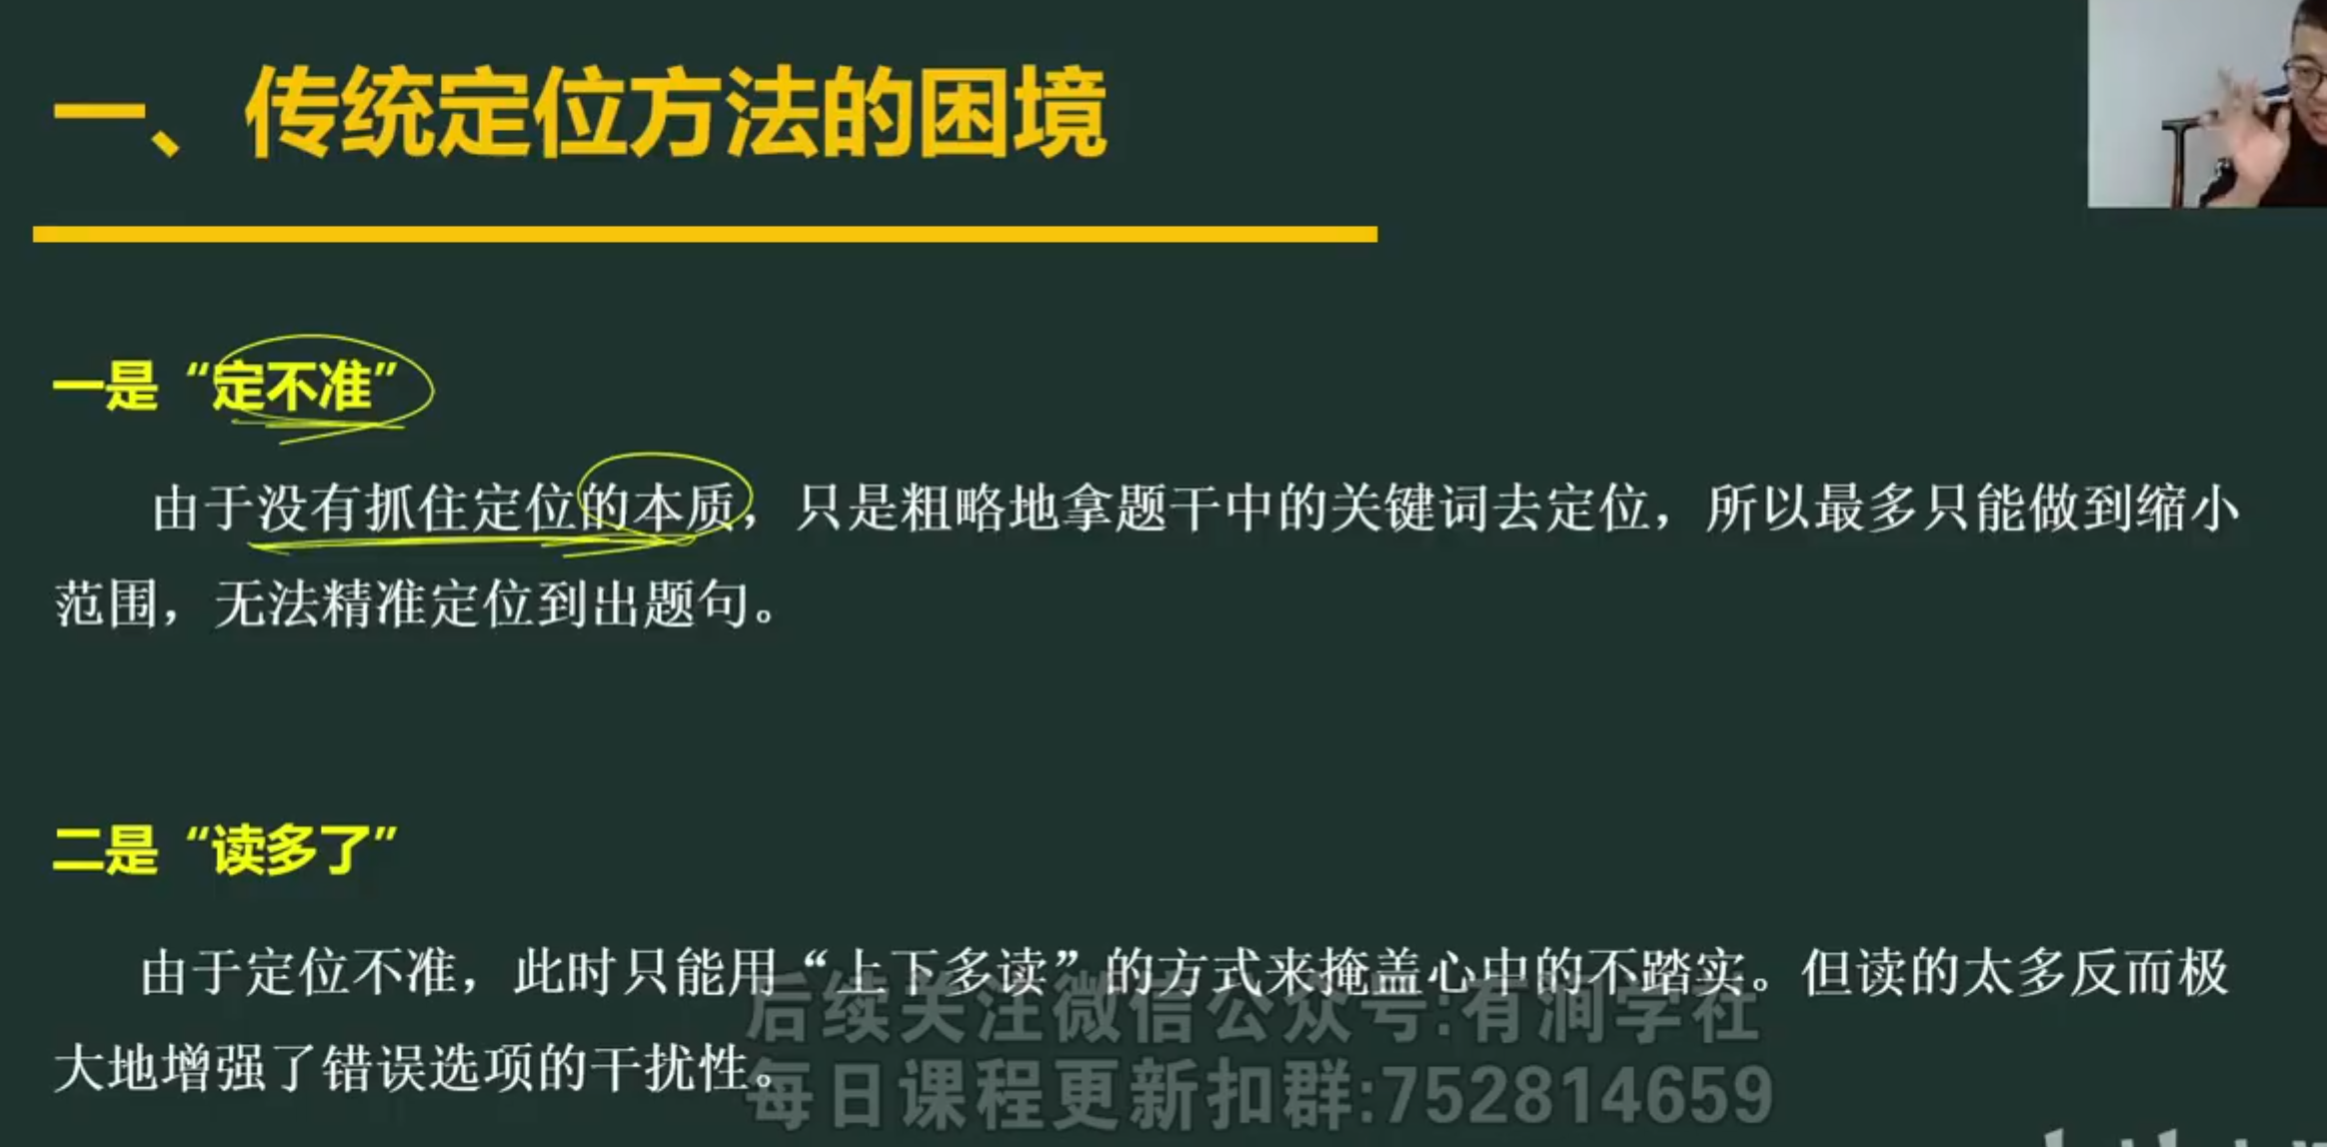 一、传统定位方法的困境
一是“定不准”
由于没有抓住定位的本质，只是粗略地拿题干中的关键词去定位，所以最多只能做到缩小
范围，无法精准定位到出题句。
二是“读多了”
由于定位不准，此时只能用“上下多读”的方式来掩盖心中的不踏实。但读的太多反而极
后续关注微信公众号:有涧学社
大地增强了错误选项的干扰性。
每日课程更新扣群:752814659